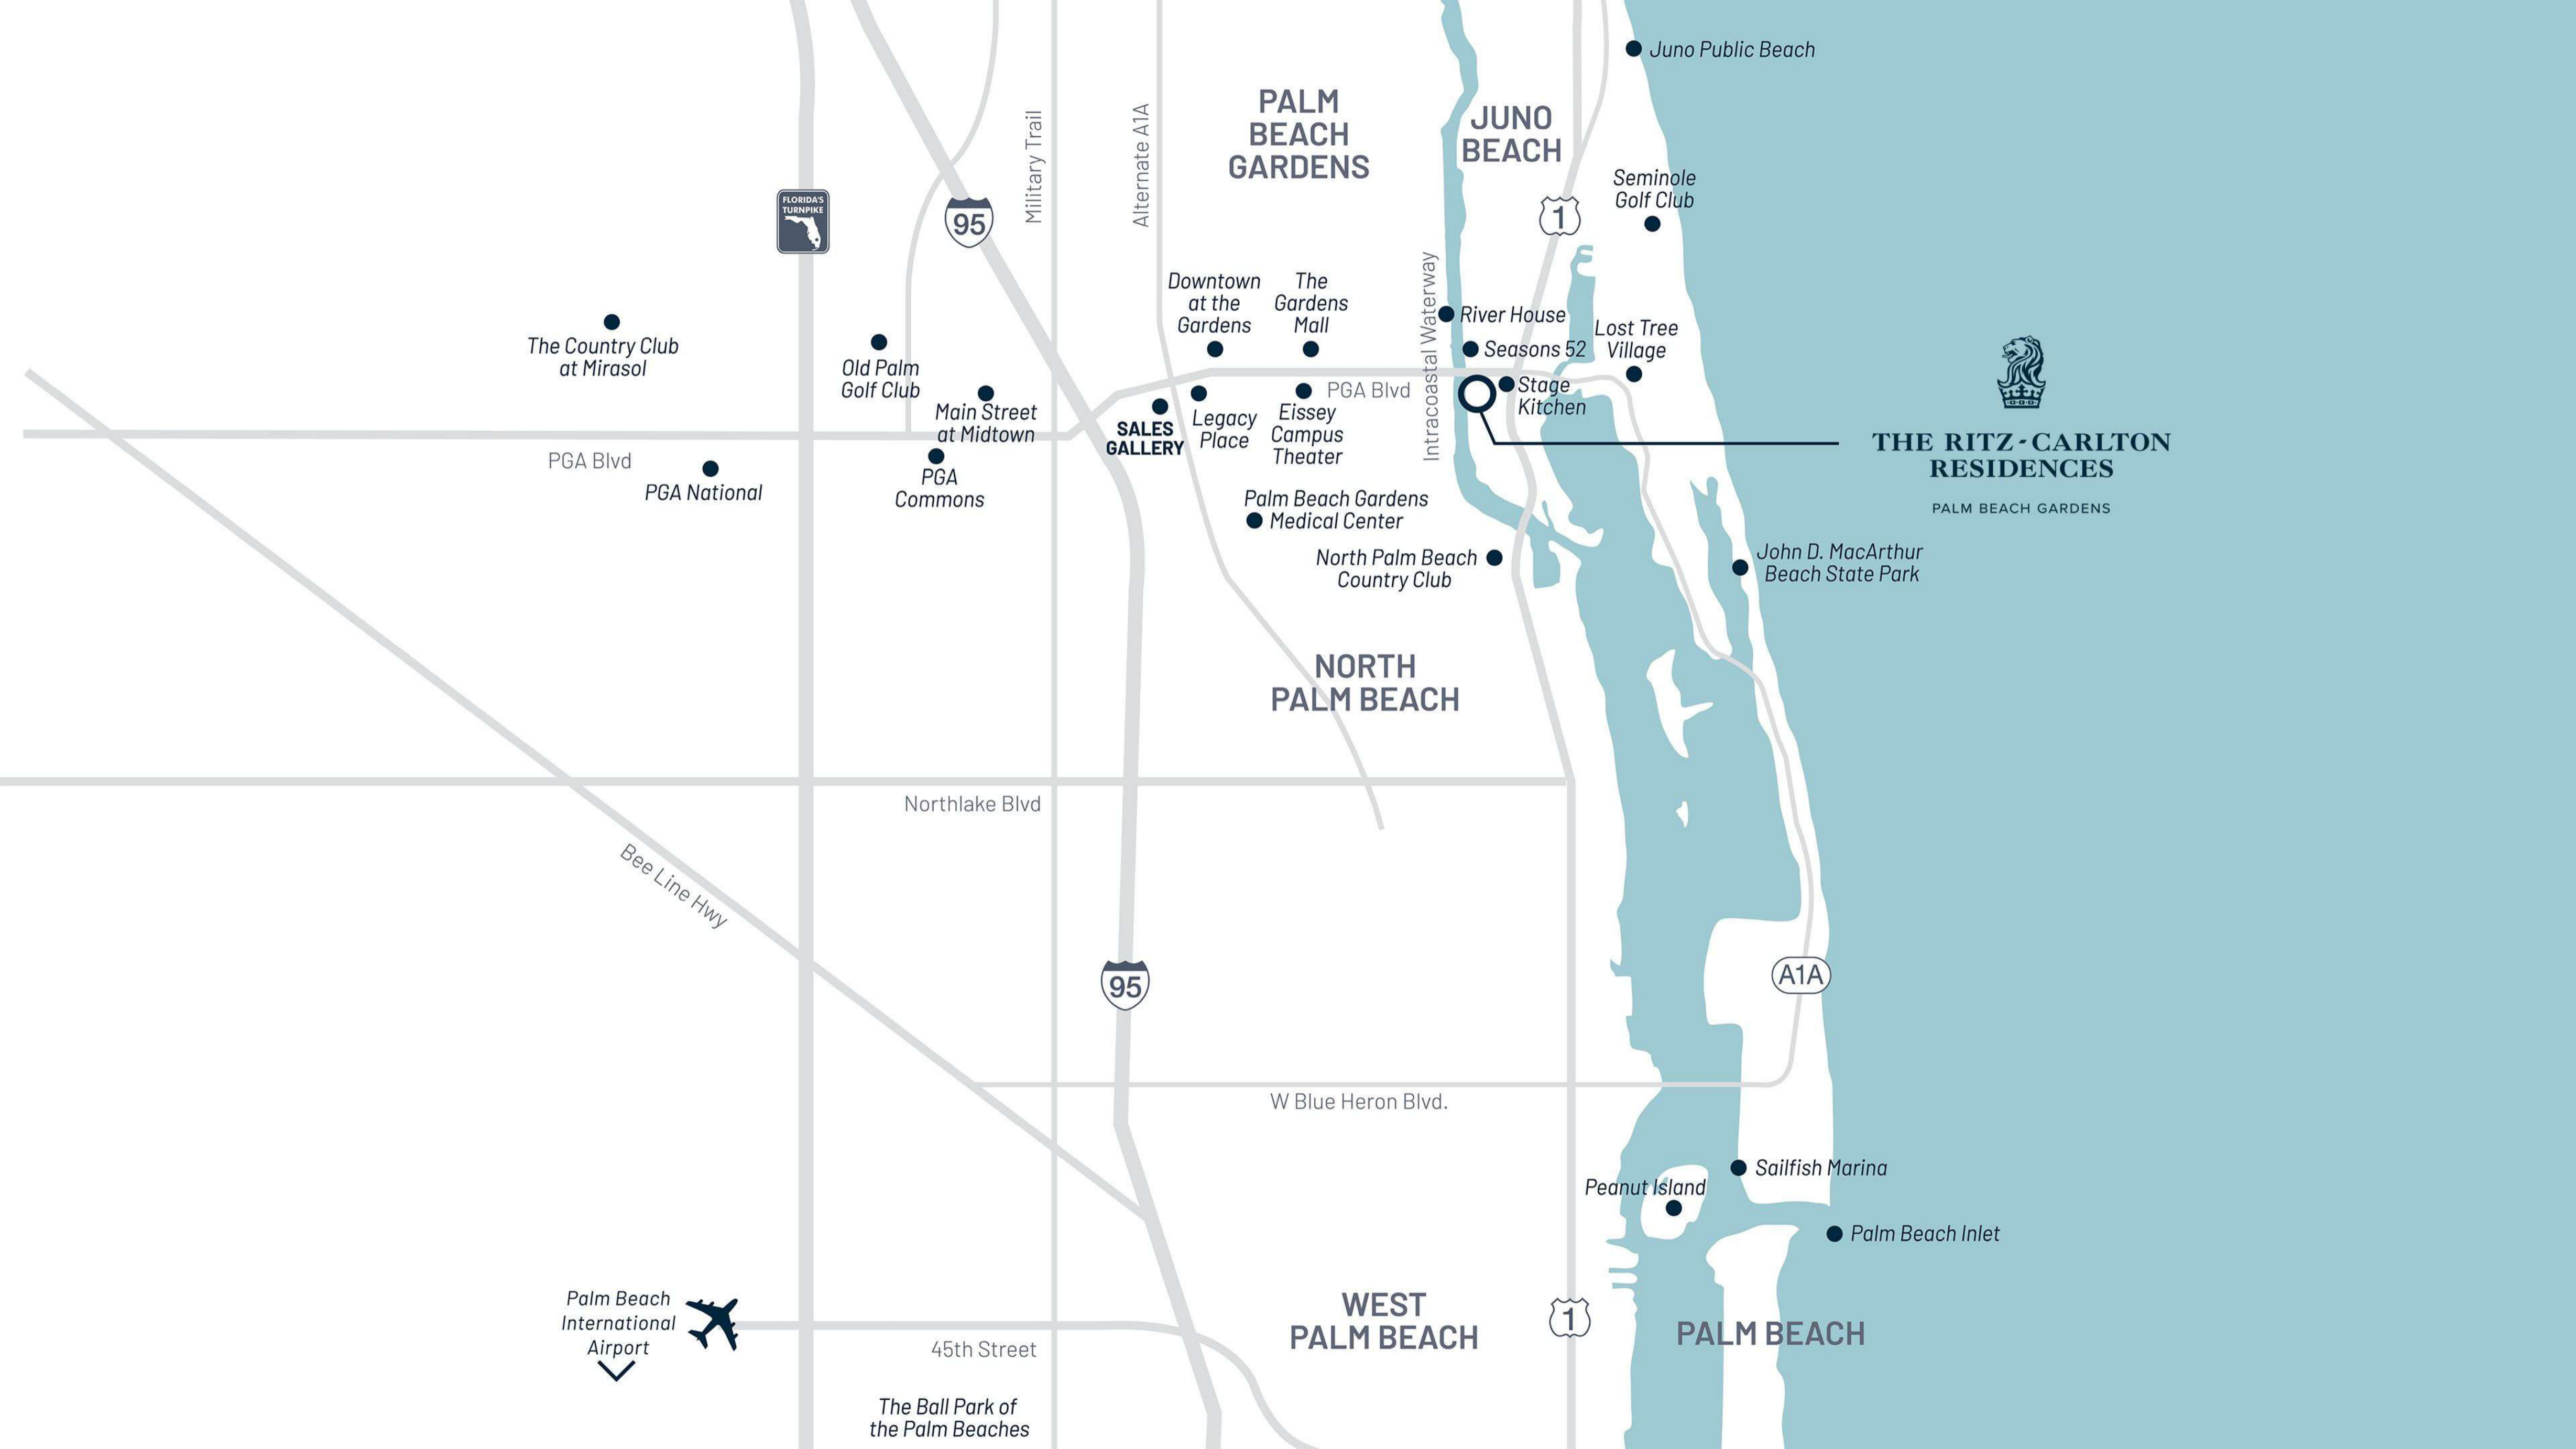 Juno Public Beach
PALM
BEACH
GARDENS
JUNO
BEACH
Military Trail
Alternate A1A
Seminole
Golf Club
FLORIDA'S
TURNPIKE
95
1
Downtown
at the
Gardens
The
Gardens
Mall
Intracoastal Waterway
River House
Lost Tree
Village
Seasons 52
The Country Club
at Mirasol
Old Palm
Golf Club
Main Street
at Midtown
SALES
GALLERY
Legacy
Place
Eissey
Campus
Theater
PGA Blvd
Stage
Kitchen
THE RITZ-CARLTON
RESIDENCES
PALM BEACH GARDENS
PGA Blvd
PGA National
PGA
Commons
Palm Beach Gardens
Medical Center
North Palm Beach
Country Club
John D. MacArthur
Beach State Park
NORTH
PALM BEACH
Northlake Blvd
Bee Line Hwy
95
A1A
W Blue Heron Blvd.
Sailfish Marina
Peanut Island
Palm Beach Inlet
Palm Beach
International
Airport
WEST
PALM BEACH
1
PALM BEACH
45th Street
The Ball Park of
the Palm Beaches